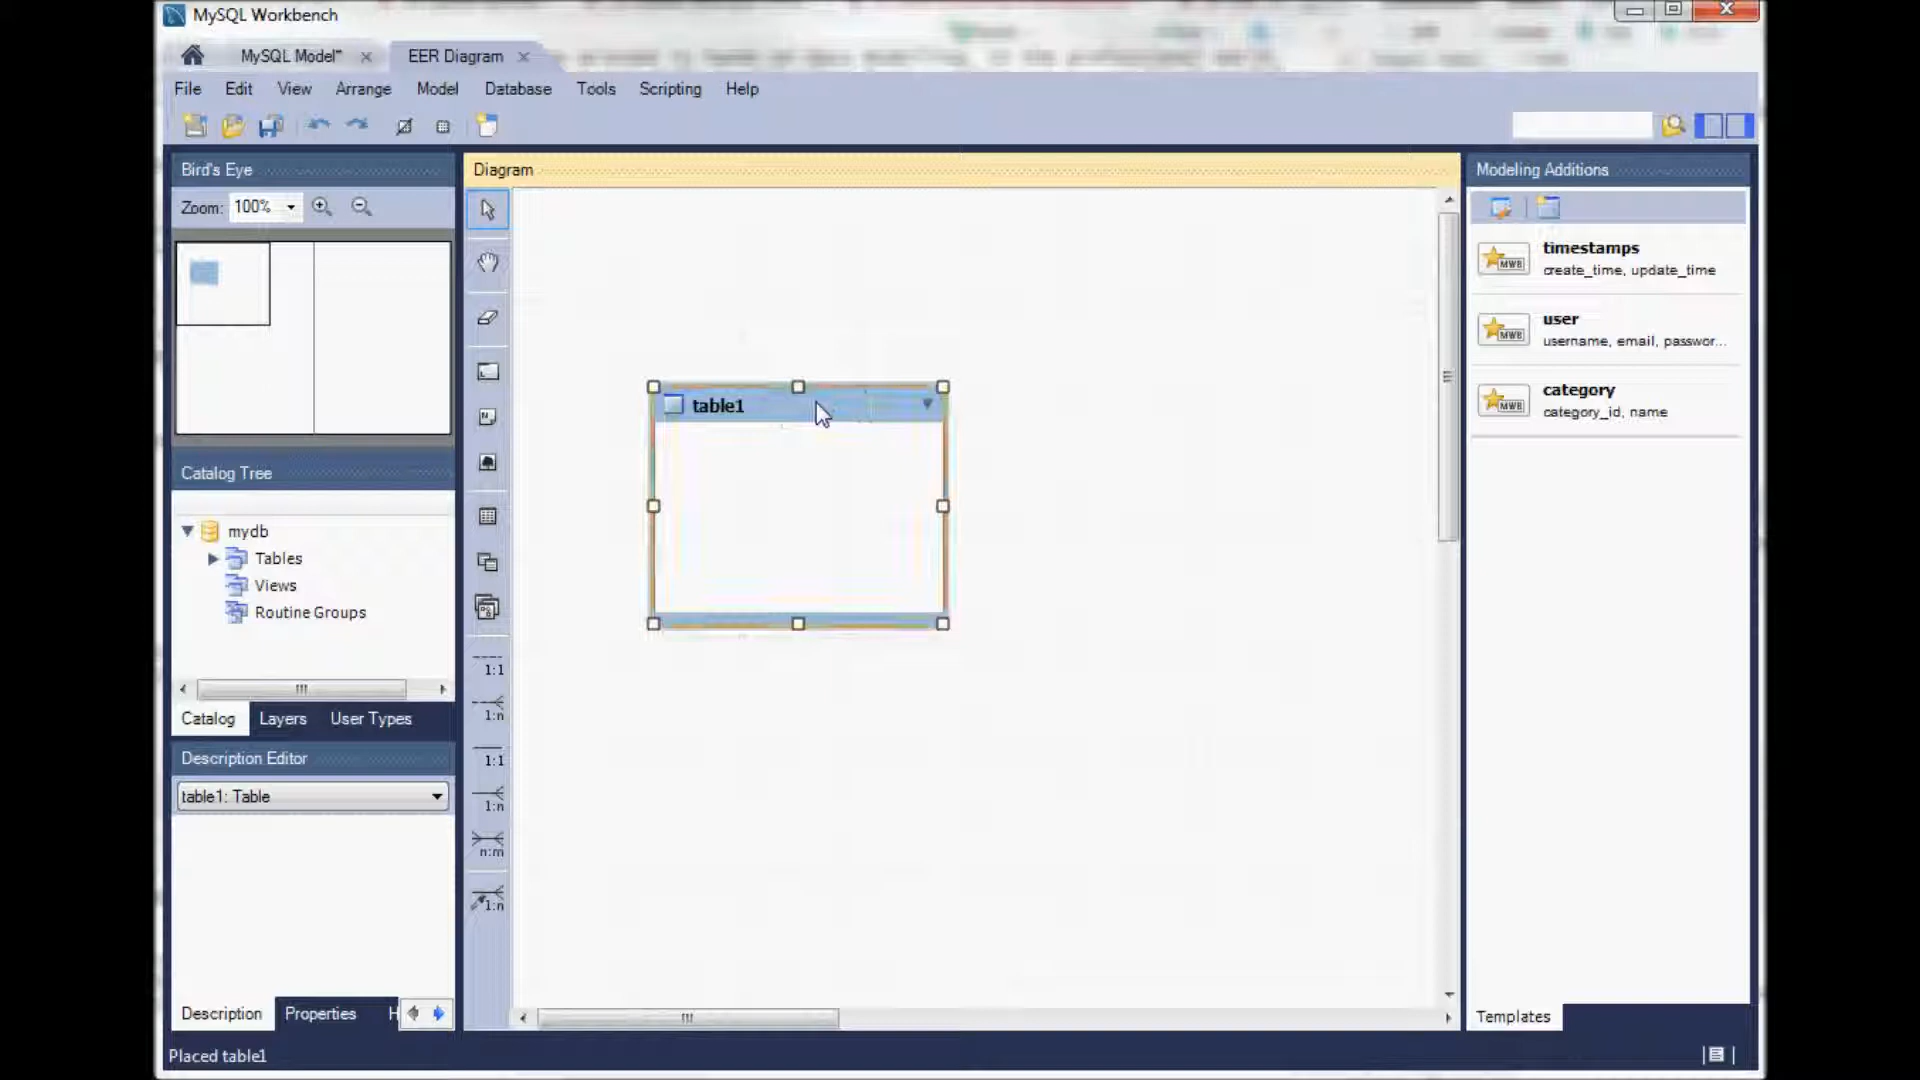 MySQL Workbench
MySQL Model* EER Diagram
File Edit View Arrange Model Database Tools Scripting Help
Bird's Eye
Zoom: 100%
Catalog Tree
mydb
Tables
Views
Routine Groups
Catalog Layers User Types
Description Editor
table1: Table
Description Properties H
Placed table1
Diagram
1:1
1:n
1:1
1:n
n:m
1:n
table1
Modeling Additions
MWB timestamps
create_time, update_time
MWB user
username, email, passwor...
MWB category
category_id, name
Templates